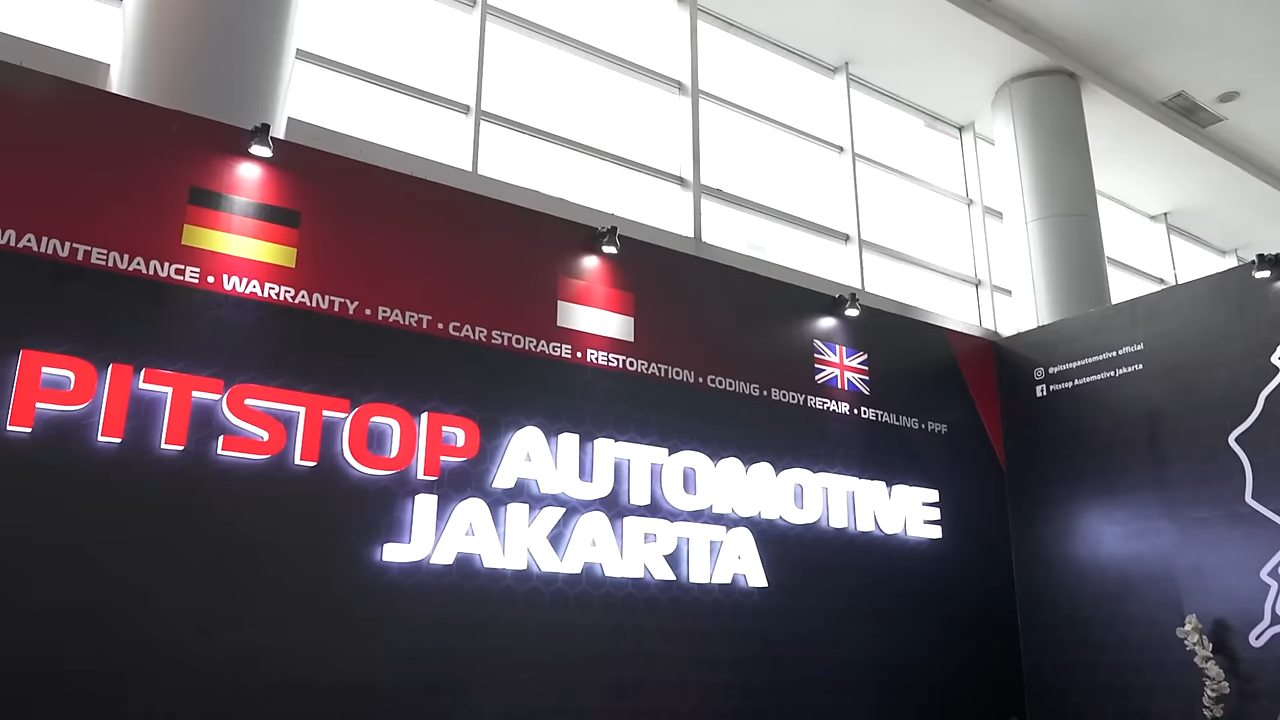 MAINTENANCE • WARRANTY • PART • CAR STORAGE • RESTORATION • CODING • BODY REPAIR • DETAILING • PPF
PITSTOP AUTOMOTIVE
JAKARTA
@pitstopautomotive official
Pitstop Automotive Jakarta